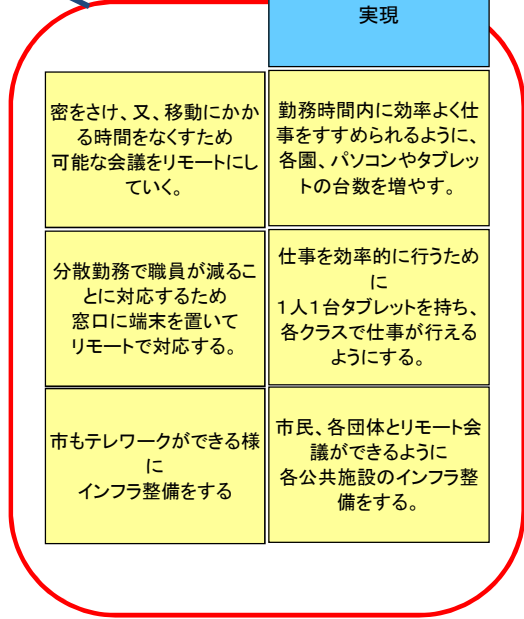 実現
密をさけ、又、移動にかか
る時間をなくすため
可能な会議をリモートにし
ていく。
勤務時間内に効率よく仕
事をすすめられるように、
各園、パソコンやタブレッ
トの台数を増やす。
分散勤務で職員が減るこ
とに対応するため
窓口に端末を置いて
リモートで対応する。
仕事を効率的に行うため
に
１人１台タブレットを持ち、
各クラスで仕事が行える
ようにする。
市もテレワークができる様
に
インフラ整備をする
市民、各団体とリモート会
議ができるように
各公共施設のインフラ整
備をする。